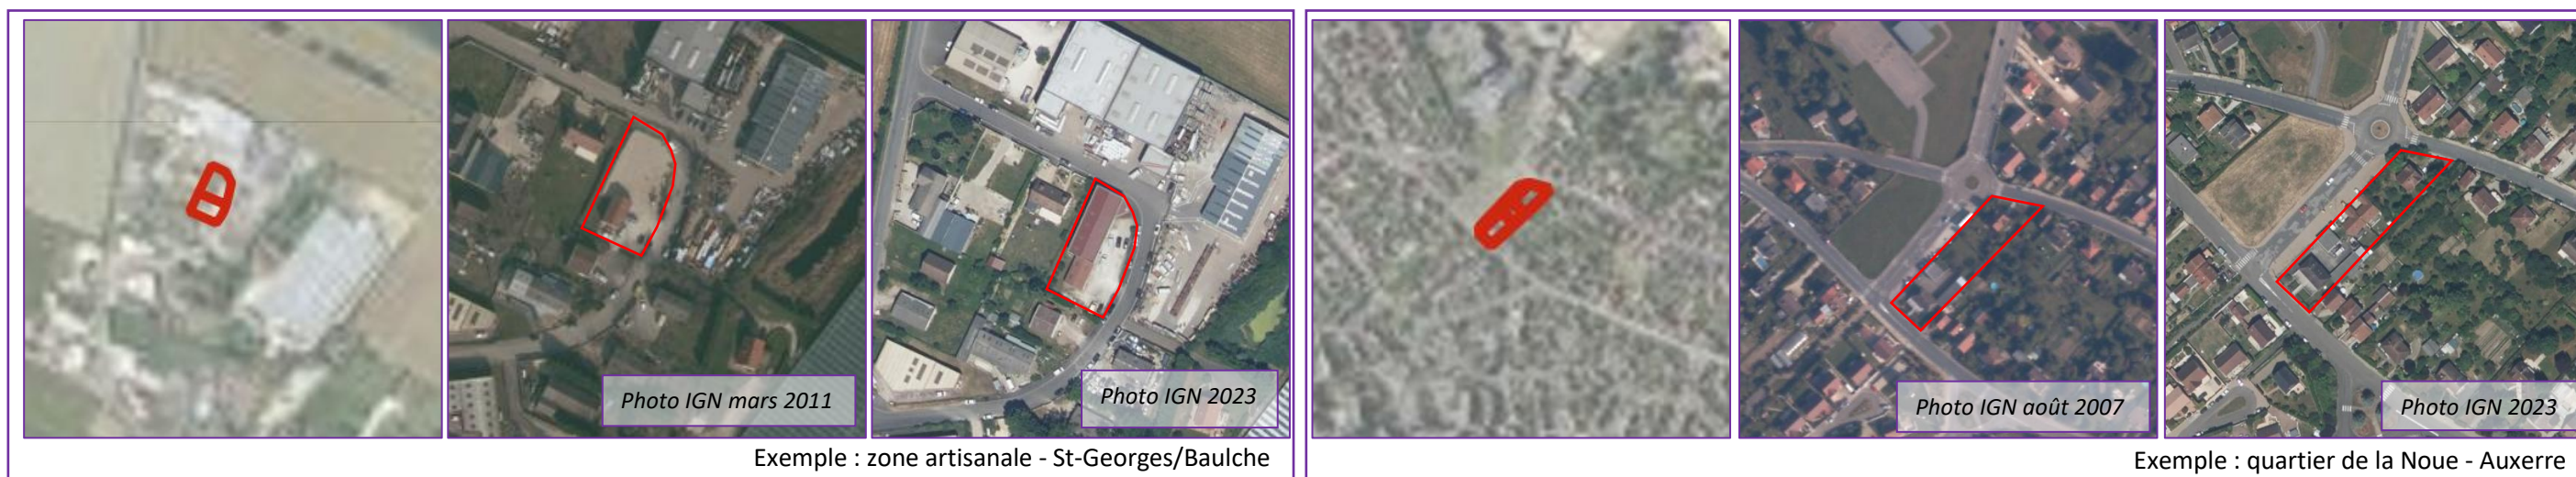 Photo IGN mars 2011
Photo IGN 2023
Exemple : zone artisanale - St-Georges/Baulche
Photo IGN août 2007
Photo IGN 2023
Exemple : quartier de la Noue - Auxerre